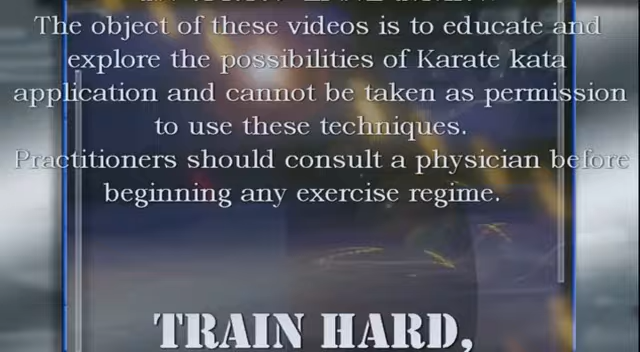 The object of these videos is to educate and
explore the possibilities of Karate kata
application and cannot be taken as permission
to use these techniques.
Practitioners should consult a physician before
beginning any exercise regime.
TRAIN HARD,